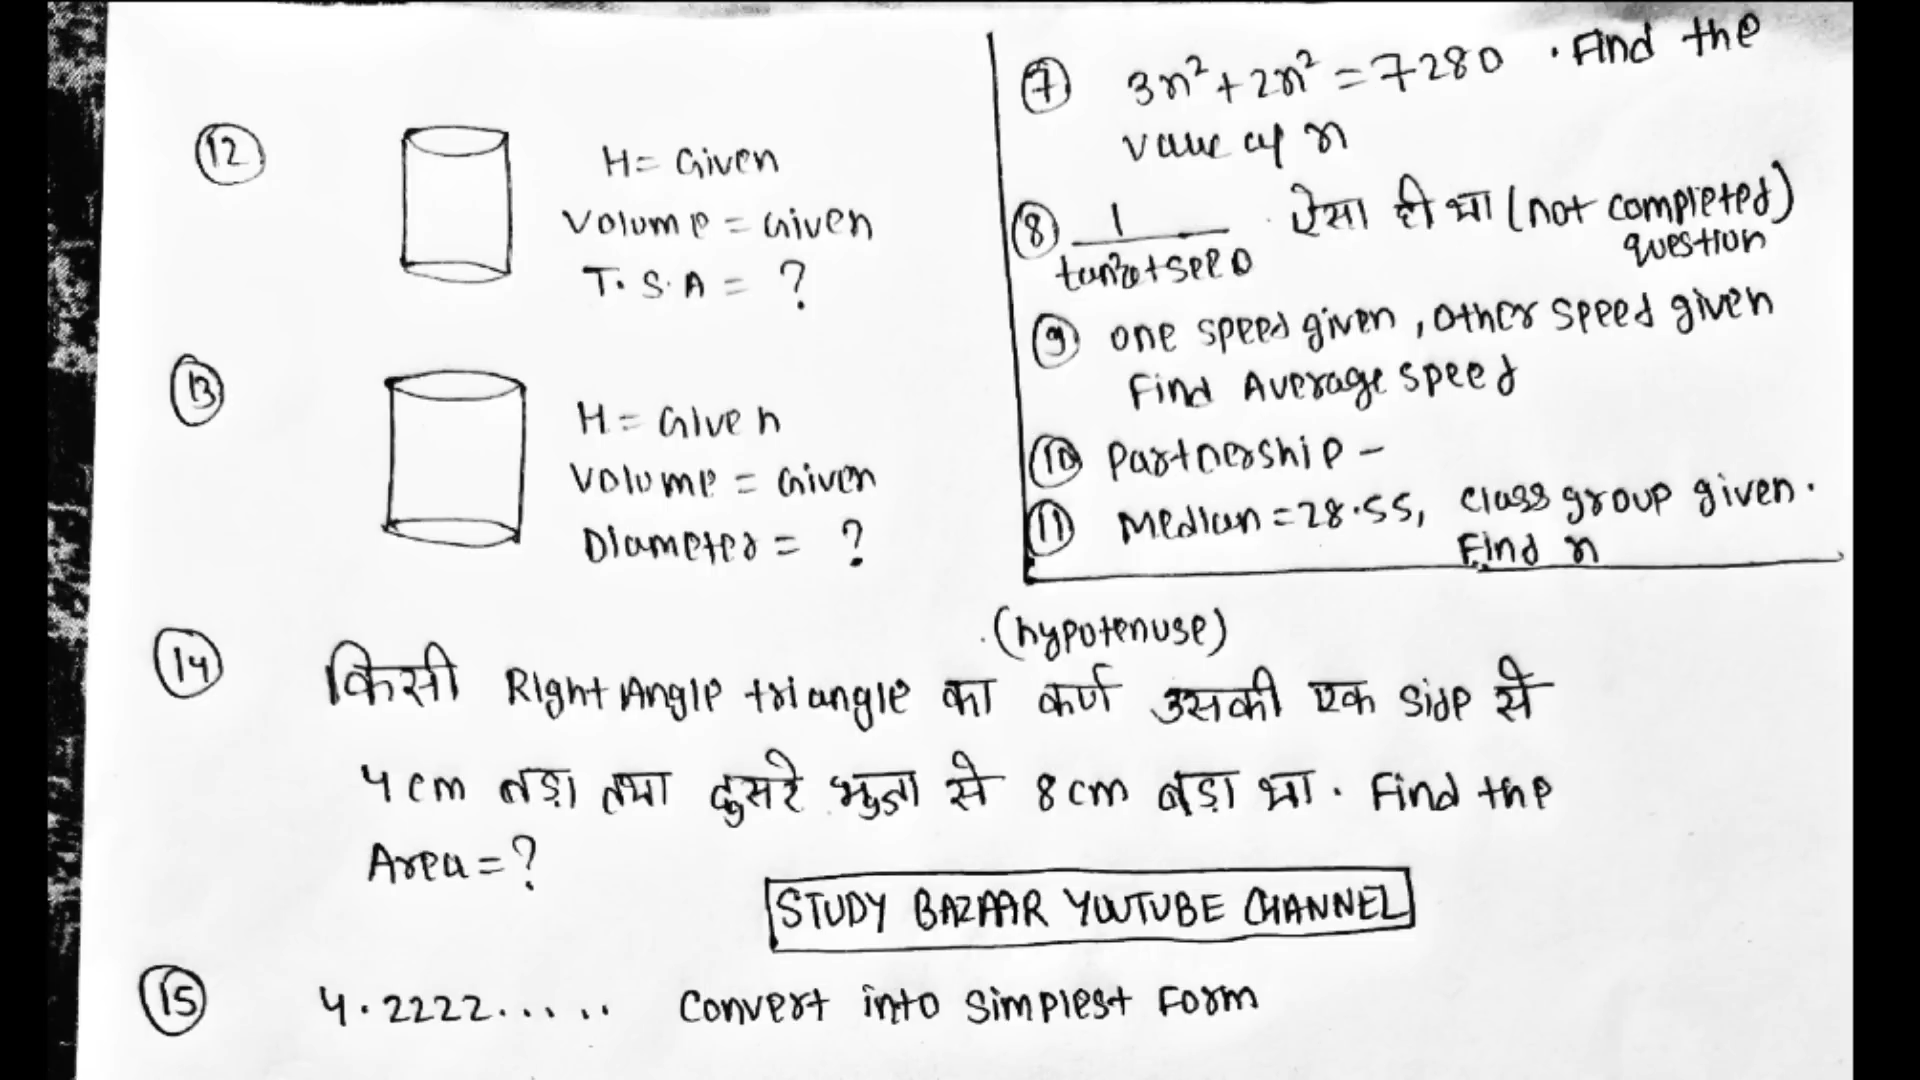 (7) 3x² + 2x² = 7280 . Find the
value of x
(8) 1/tan²θ+secθ . ऐसा ही था (not completed)
question
(9) one speed given, other speed given
Find Average speed
(10) Partnership -
(11) Median = 28.55, class group given.
Find x
(12) H = Given
Volume = Given
T. S. A = ?
(13) H = Given
Volume = Given
Diameter = ?
(hypotenuse)
(14) किसी Right Angle triangle का कर्ण उसकी एक side से
4 cm बड़ा तथा दुसरे भुजा से 8 cm बड़ा था. Find the
Area = ?
STUDY BAZAAR YOUTUBE CHANNEL
(15) 4.2222...... Convert into simplest Form